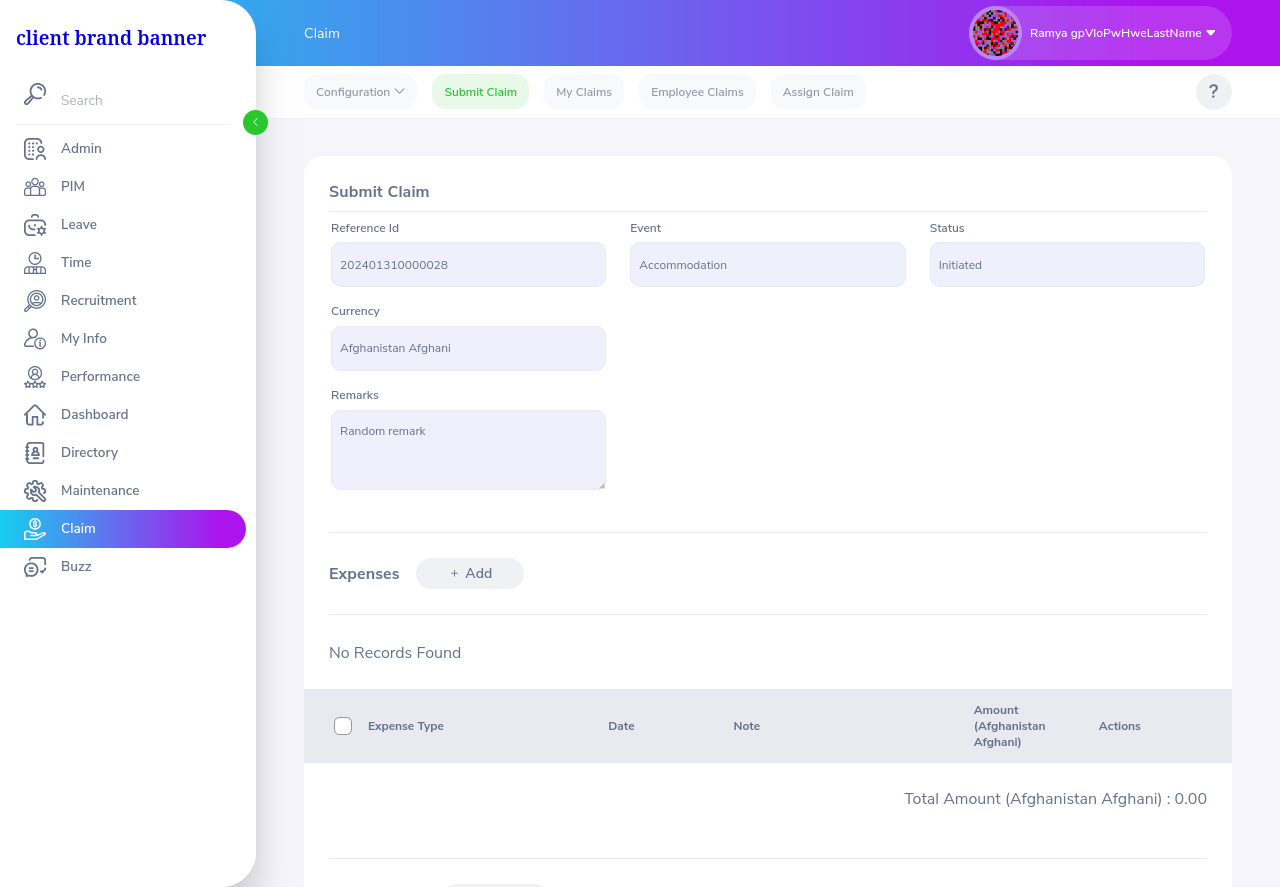 client brand banner
Search
Admin
PIM
Leave
Time
Recruitment
My Info
Performance
Dashboard
Directory
Maintenance
Claim
Buzz
Claim
Ramya gpVIoPwHweLastName
Configuration
Submit Claim
My Claims
Employee Claims
Assign Claim
?
Submit Claim
Reference Id
Event
Status
202401310000028
Accommodation
Initiated
Currency
Afghanistan Afghani
Remarks
Random remark
Expenses
+ Add
No Records Found
Expense Type
Date
Note
Amount
(Afghanistan
Afghani)
Actions
Total Amount (Afghanistan Afghani) : 0.00